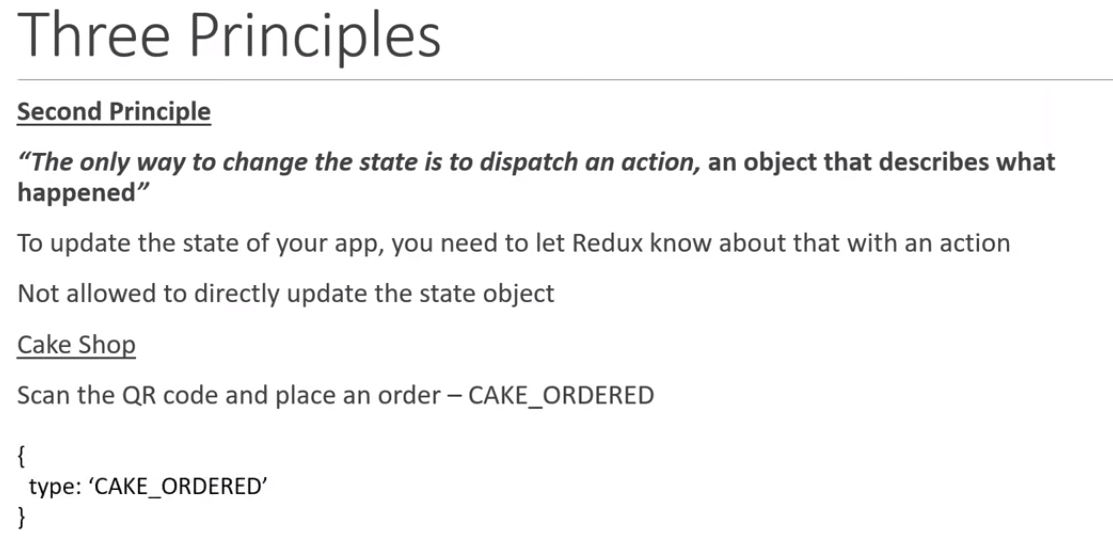 Three Principles
Second Principle
“The only way to change the state is to dispatch an action, an object that describes what
happened”
To update the state of your app, you need to let Redux know about that with an action
Not allowed to directly update the state object
Cake Shop
Scan the QR code and place an order – CAKE_ORDERED
{
type: ‘CAKE_ORDERED’
}